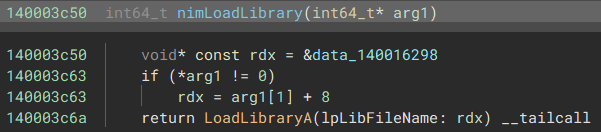 140003c50 int64_t nimLoadLibrary(int64_t* arg1)
140003c50 void* const rdx = &data_140016298
140003c63 if (*arg1 != 0)
140003c63 rdx = arg1[1] + 8
140003c6a return LoadLibraryA(lpLibFileName: rdx) __tailcall